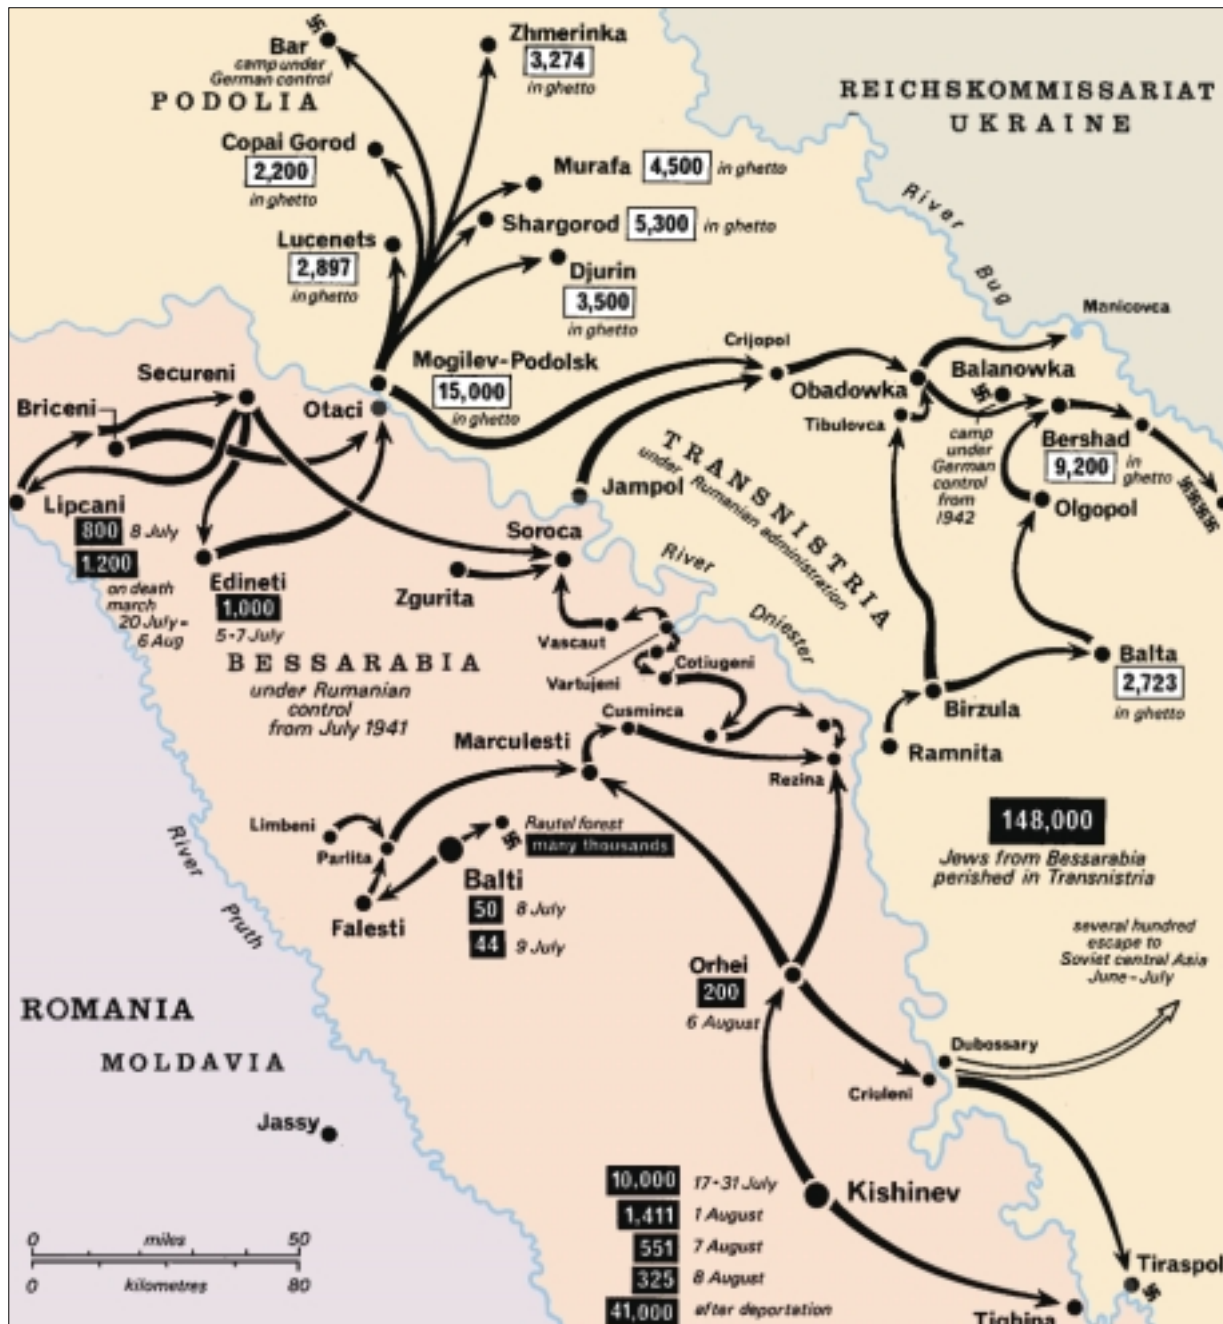 Bar
camp under
German control
PODOLIA
Zhmerinka
3,274
in ghetto
REICHSKOMMISSARIAT
UKRAINE
Copai Gorod
2,200
in ghetto
Murafa 4,500 in ghetto
Shargorod 5,300 in ghetto
Lucenets
2,897
in ghetto
Djurin
3,500
in ghetto
River
Bug
Manicovca
Crijopol
Mogilev-Podolsk
15,000
in ghetto
Secureni
Briceni
Otaci
Obadowka
Balanowka
Tibulovca
camp
under
German
control
from
1942
Bershad
9,200 in
ghetto
Olgopol
TRANSNISTRIA
under Rumanian administration
Jampol
Lipcani
800 8 July
1.200
on death
march
20 July-
6 Aug
Edineti
1,000
5-7 July
Soroca
Zgurita
River
Dniester
Vascaut
Vartujeni
Cotiugeni
BESSARABIA
under Rumanian
control
from July 1941
Balta
2,723
in ghetto
Birzula
Ramnita
Cusminca
Marculesti
Rezina
Limbeni
Parlita
Rautel forest
many thousands
Balti
50 8 July
44 9 July
Falesti
River
Pruth
148,000
Jews from Bessarabia
perished in Transnistria
several hundred
escape to
Soviet central Asia
June-July
Orhei
200
6 August
ROMANIA
MOLDAVIA
Dubossary
Criuleni
Jassy
Kishinev
10,000 17-31 July
1,411 1 August
551 7 August
325 8 August
41,000 after deportation
Tiraspol
Tighina
0 miles 50
0 kilometres 80